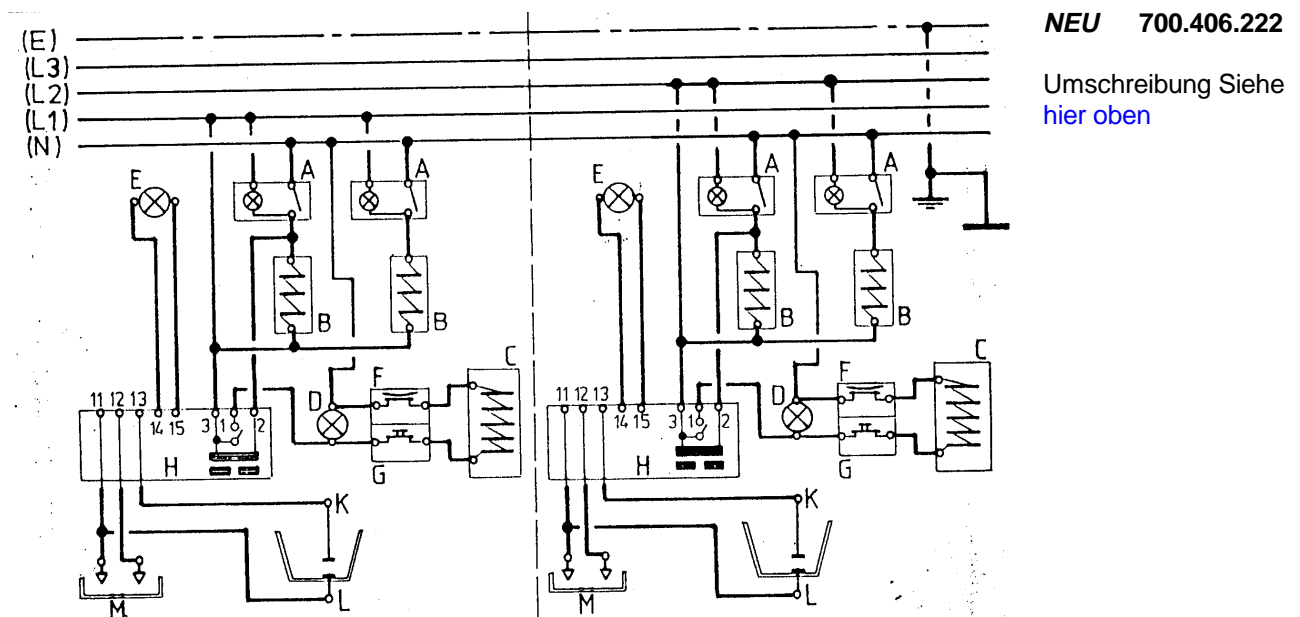 NEU 700.406.222
Umschreibung Siehe
hier oben
(E)
(L3)
(L2)
(L1)
(N)
E A A E A A
B B B B
C C
D F D F
11 12 13 14 15 3 1 2 11 12 13 14 15 3 1 2
H G H G
K K
M L M L